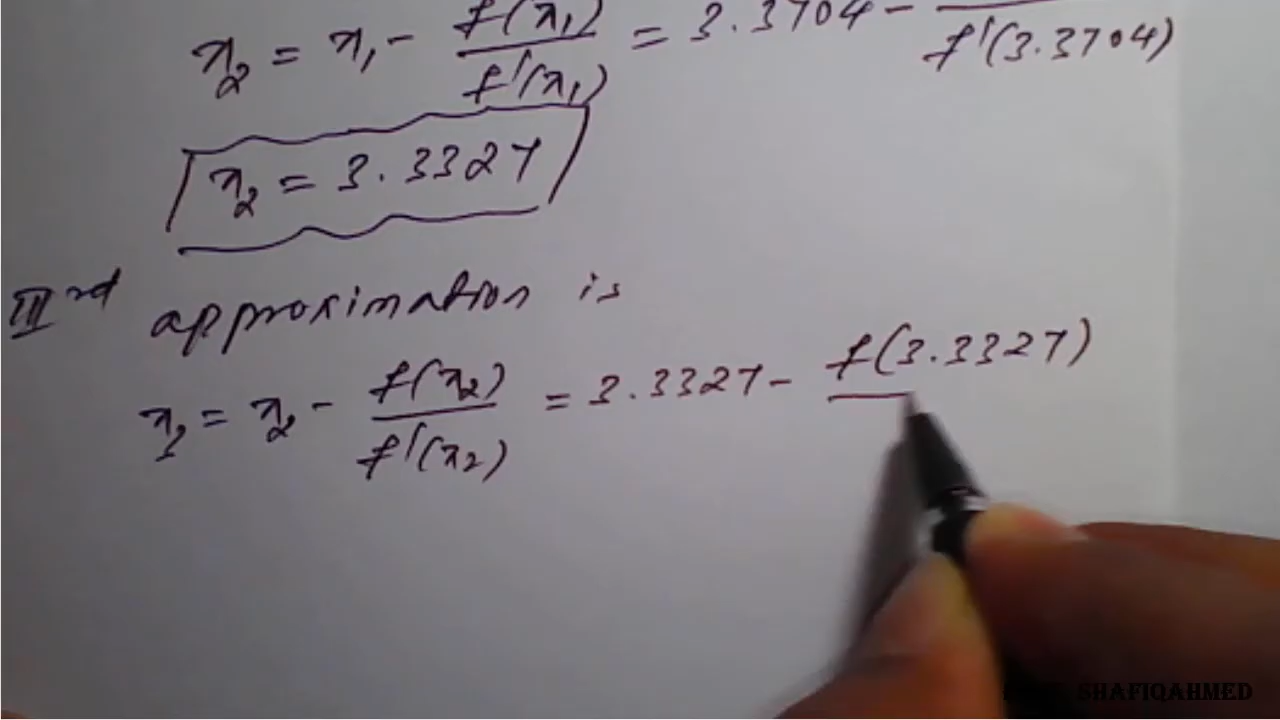 x₂ = x₁ - f(x₁)/f'(x₁) = 3.3704 - /f'(3.3704)
x₂ = 3.3327
IIIrd approximation is
x₃ = x₂ - f(x₂)/f'(x₂) = 3.3327 - f(3.3327)
SHAFIQAHMED